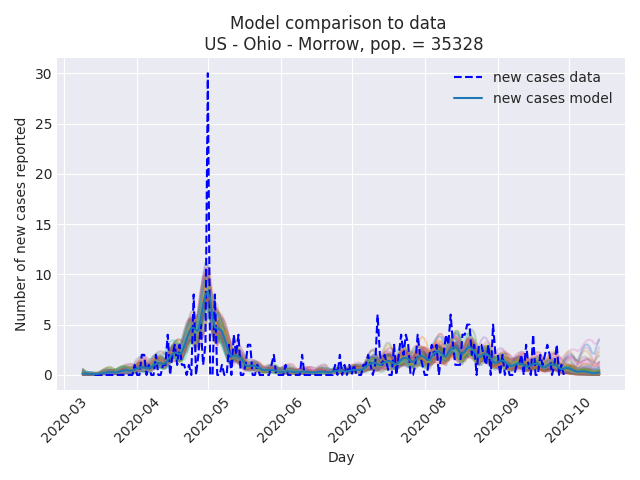 Model comparison to data
US - Ohio - Morrow, pop. = 35328
new cases data
new cases model
Number of new cases reported
30
25
20
15
10
5
0
2020-03
2020-04
2020-05
2020-06
2020-07
2020-08
2020-09
2020-10
Day